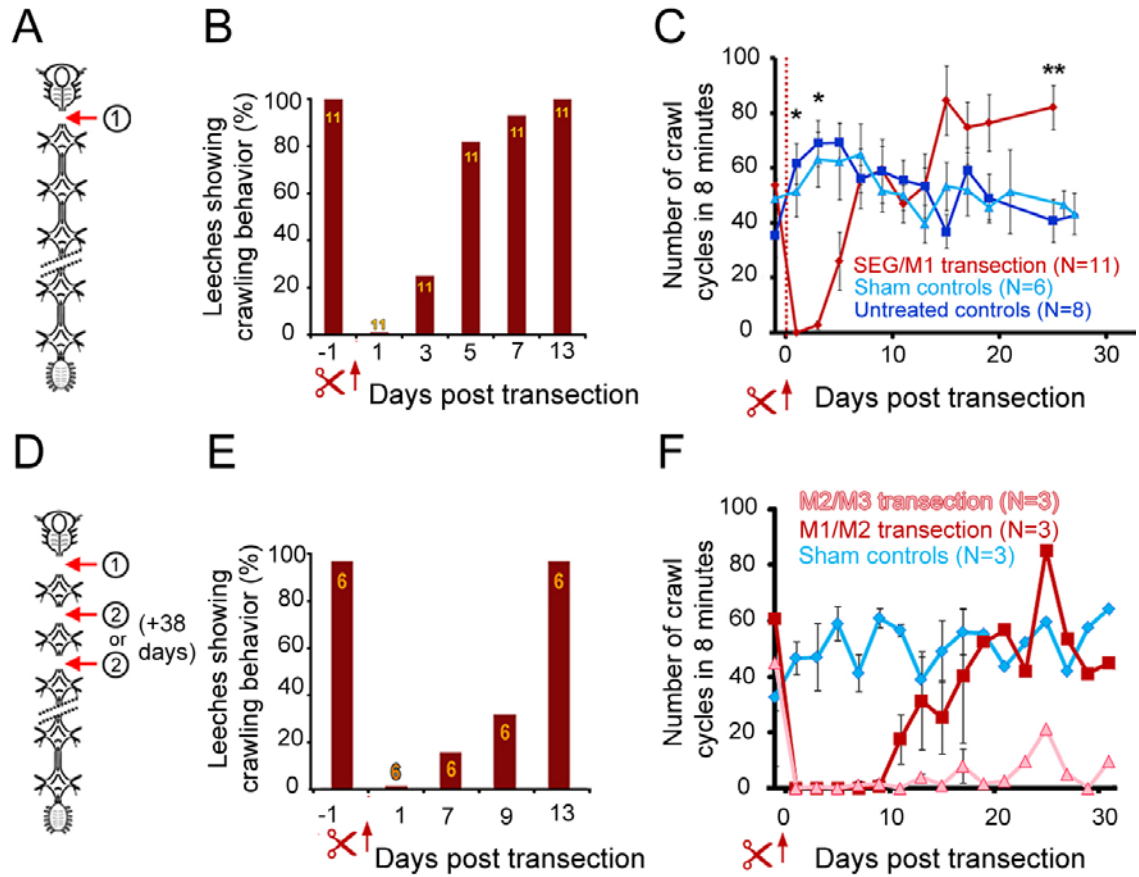 A
①
B
Leeches showing
crawling behavior (%)
100
80
60
40
20
0
11
11
11
11
11
11
-1
1
3
5
7
13
Days post transection
C
Number of crawl
cycles in 8 minutes
100
80
60
40
20
0
*
*
**
SEG/M1 transection (N=11)
Sham controls (N=6)
Untreated controls (N=8)
0
10
20
30
Days post transection
D
①
②
or
②
(+38
days)
E
Leeches showing
crawling behavior (%)
100
80
60
40
20
0
6
6
6
6
6
-1
1
7
9
13
Days post transection
F
Number of crawl
cycles in 8 minutes
100
80
60
40
20
0
M2/M3 transection (N=3)
M1/M2 transection (N=3)
Sham controls (N=3)
0
10
20
30
Days post transection